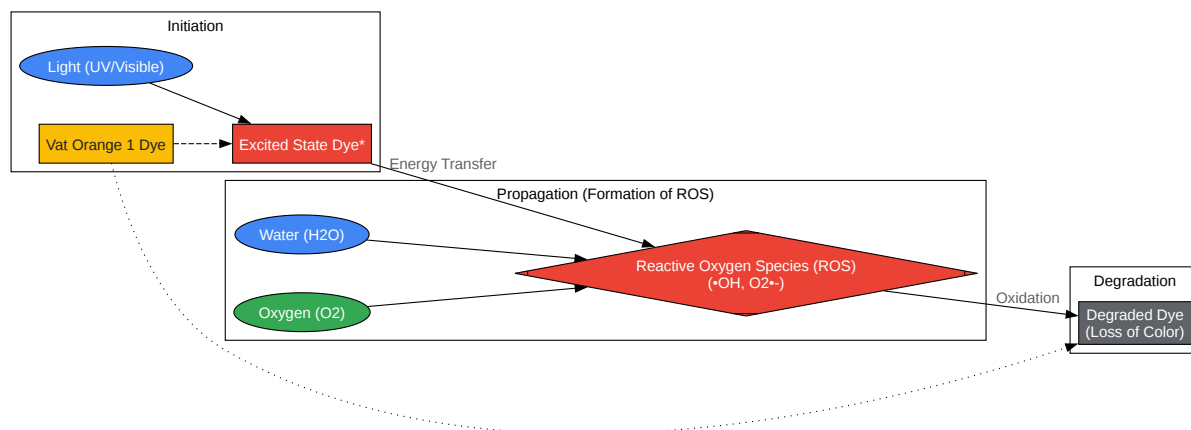 Initiation
Light (UV/Visible)
Vat Orange 1 Dye
Excited State Dye*
Energy Transfer
Propagation (Formation of ROS)
Water (H2O)
Oxygen (O2)
Reactive Oxygen Species (ROS)
(•OH, O2•-)
Oxidation
Degradation
Degraded Dye
(Loss of Color)